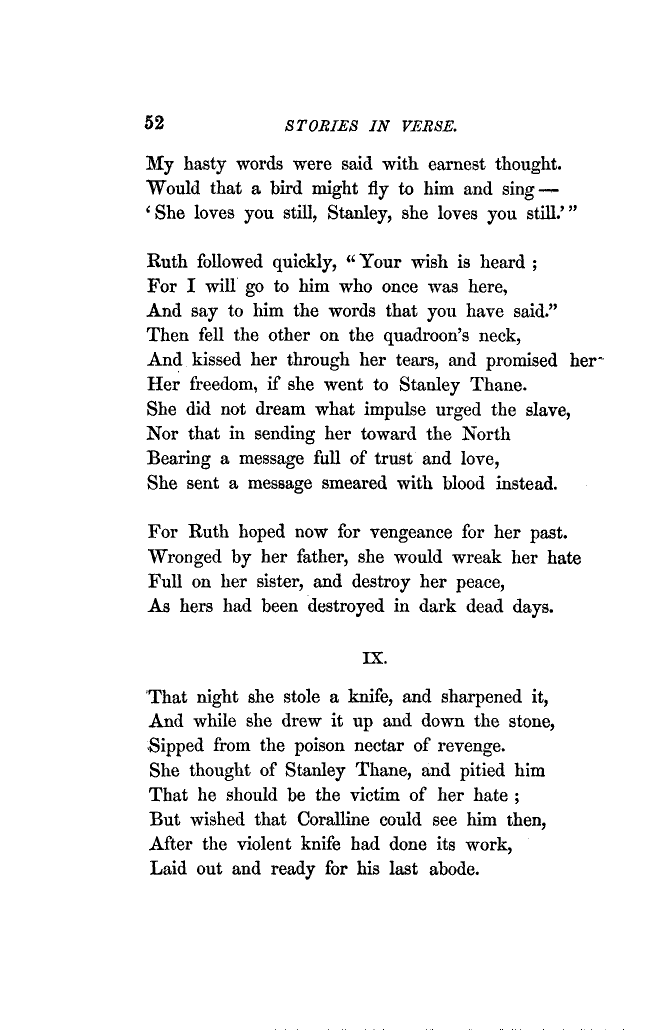 52 STORIES IN VERSE.
My hasty words were said with earnest thought.
Would that a bird might fly to him and sing—
‘She loves you still, Stanley, she loves you still.’”
Ruth followed quickly, “Your wish is heard ;
For I will go to him who once was here,
And say to him the words that you have said.”
Then fell the other on the quadroon’s neck,
And kissed her through her tears, and promised her
Her freedom, if she went to Stanley Thane.
She did not dream what impulse urged the slave,
Nor that in sending her toward the North
Bearing a message full of trust and love,
She sent a message smeared with blood instead.
For Ruth hoped now for vengeance for her past.
Wronged by her father, she would wreak her hate
Full on her sister, and destroy her peace,
As hers had been destroyed in dark dead days.
IX.
That night she stole a knife, and sharpened it,
And while she drew it up and down the stone,
Sipped from the poison nectar of revenge.
She thought of Stanley Thane, and pitied him
That he should be the victim of her hate ;
But wished that Coralline could see him then,
After the violent knife had done its work,
Laid out and ready for his last abode.